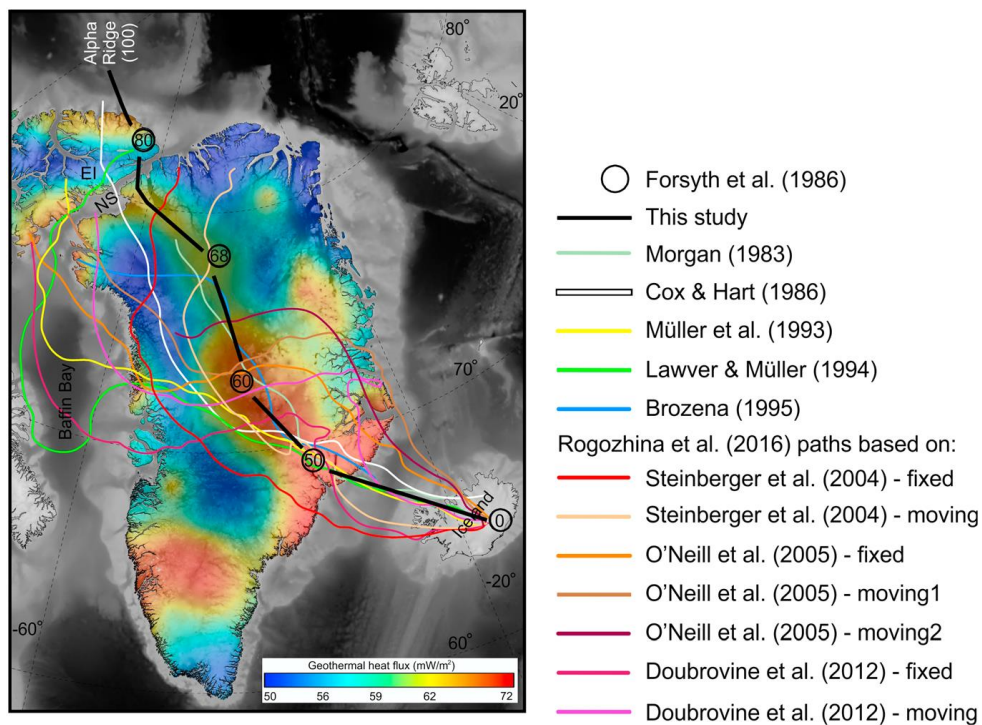 Alpha
Ridge
(100)
80°
20°
80
EI
NS
68
70°
60
Baffin Bay
50
Iceland
0
-20°
-60°
60°
Geothermal heat flux (mW/m²)
50 56 59 62 72
Forsyth et al. (1986)
This study
Morgan (1983)
Cox & Hart (1986)
Müller et al. (1993)
Lawver & Müller (1994)
Brozena (1995)
Rogozhina et al. (2016) paths based on:
Steinberger et al. (2004) - fixed
Steinberger et al. (2004) - moving
O'Neill et al. (2005) - fixed
O'Neill et al. (2005) - moving1
O'Neill et al. (2005) - moving2
Doubrovine et al. (2012) - fixed
Doubrovine et al. (2012) - moving